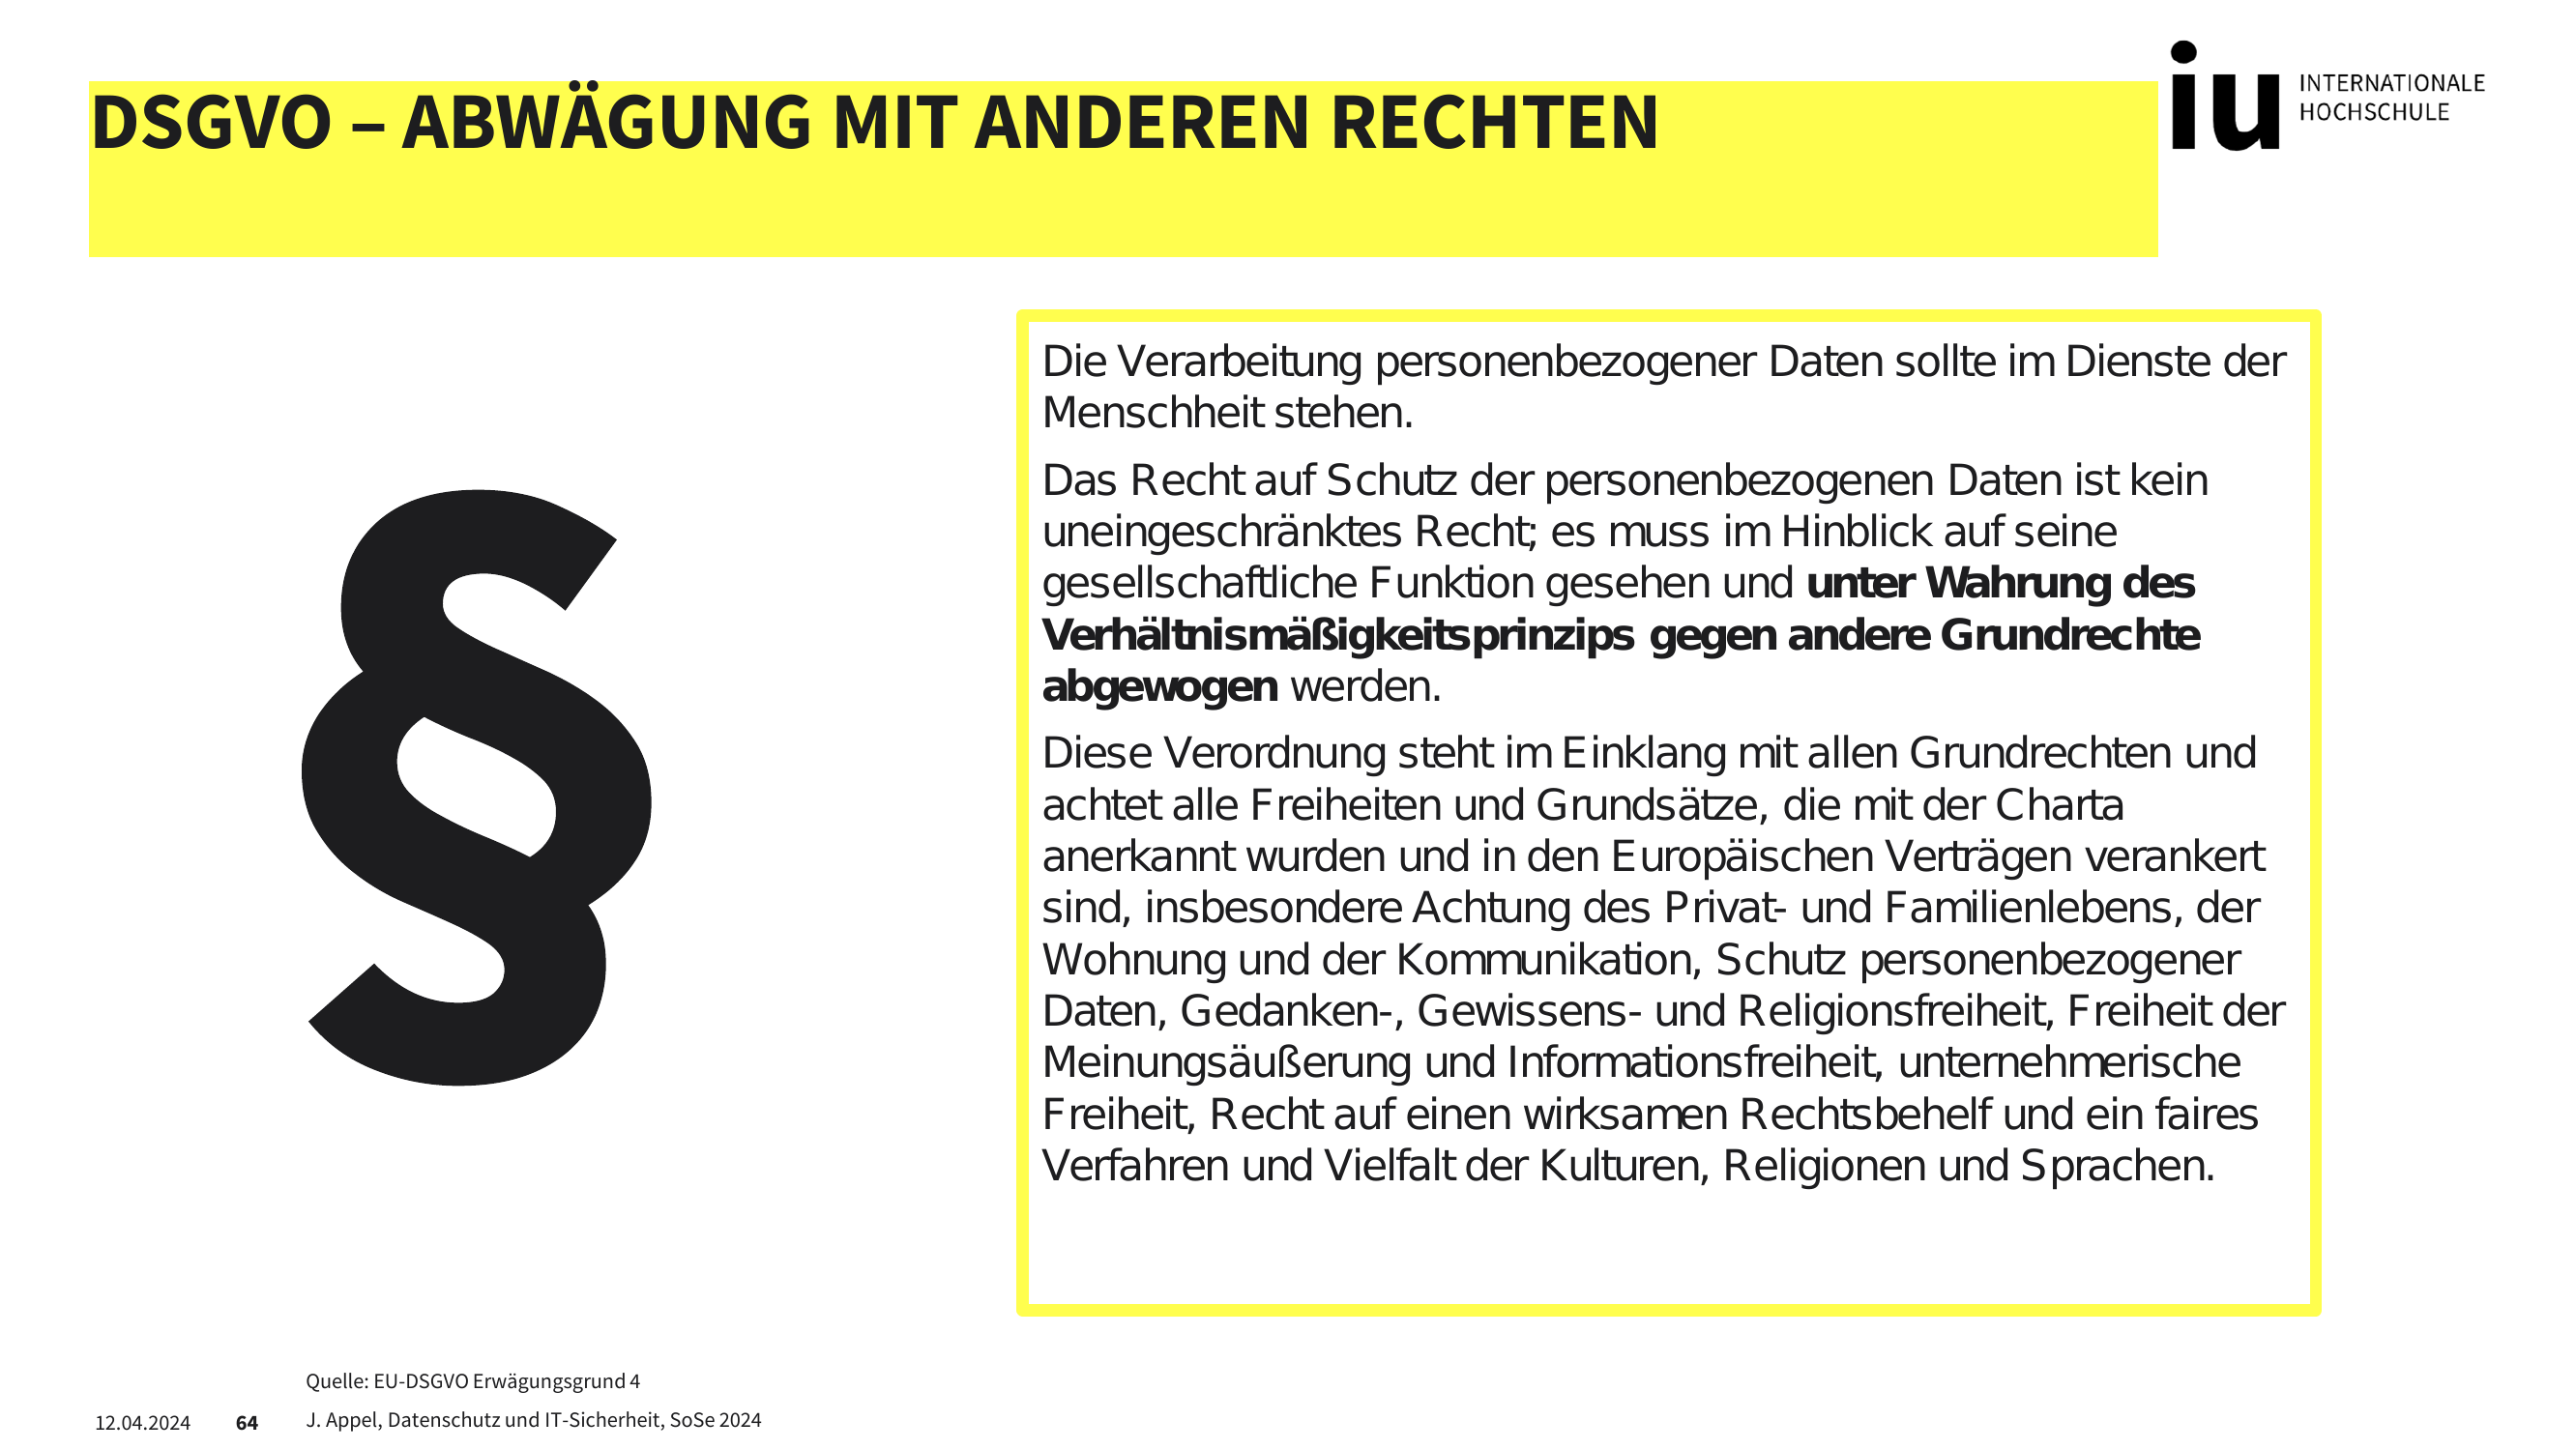 DSGVO – ABWÄGUNG MIT ANDEREN RECHTEN
iu INTERNATIONALE
HOCHSCHULE
§
Die Verarbeitung personenbezogener Daten sollte im Dienste der
Menschheit stehen.
Das Recht auf Schutz der personenbezogenen Daten ist kein
uneingeschränktes Recht; es muss im Hinblick auf seine
gesellschaftliche Funktion gesehen und unter Wahrung des
Verhältnismäßigkeitsprinzips gegen andere Grundrechte
abgewogen werden.
Diese Verordnung steht im Einklang mit allen Grundrechten und
achtet alle Freiheiten und Grundsätze, die mit der Charta
anerkannt wurden und in den Europäischen Verträgen verankert
sind, insbesondere Achtung des Privat- und Familienlebens, der
Wohnung und der Kommunikation, Schutz personenbezogener
Daten, Gedanken-, Gewissens- und Religionsfreiheit, Freiheit der
Meinungsäußerung und Informationsfreiheit, unternehmerische
Freiheit, Recht auf einen wirksamen Rechtsbehelf und ein faires
Verfahren und Vielfalt der Kulturen, Religionen und Sprachen.
Quelle: EU-DSGVO Erwägungsgrund 4
12.04.2024 64 J. Appel, Datenschutz und IT-Sicherheit, SoSe 2024